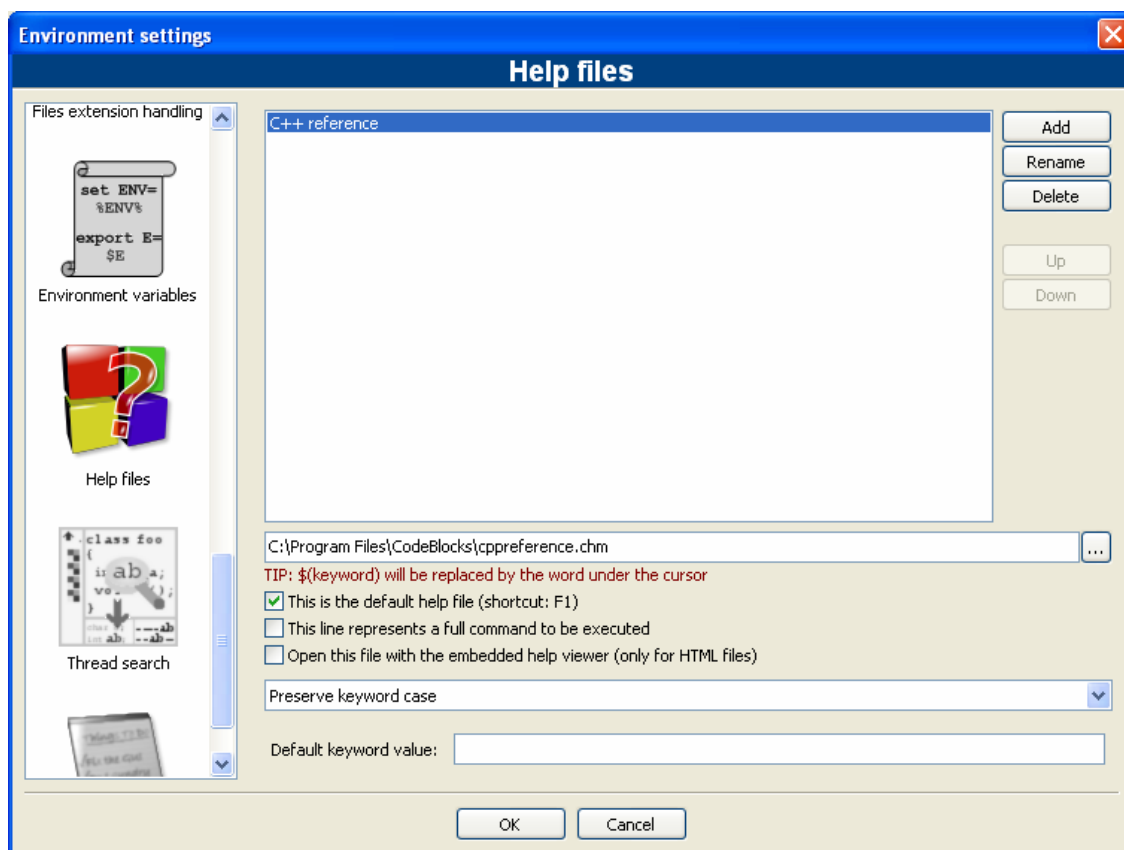 Environment settings
Help files
Files extension handling
set ENV=
%ENV%
export E=
$E
Environment variables
Help files
class foo
{
ab a;
}
ab;
Thread search
C++ reference
Add
Rename
Delete
Up
Down
C:\Program Files\CodeBlocks\cppreference.chm
...
TIP: $(keyword) will be replaced by the word under the cursor
This is the default help file (shortcut: F1)
This line represents a full command to be executed
Open this file with the embedded help viewer (only for HTML files)
Preserve keyword case
Default keyword value:
OK
Cancel